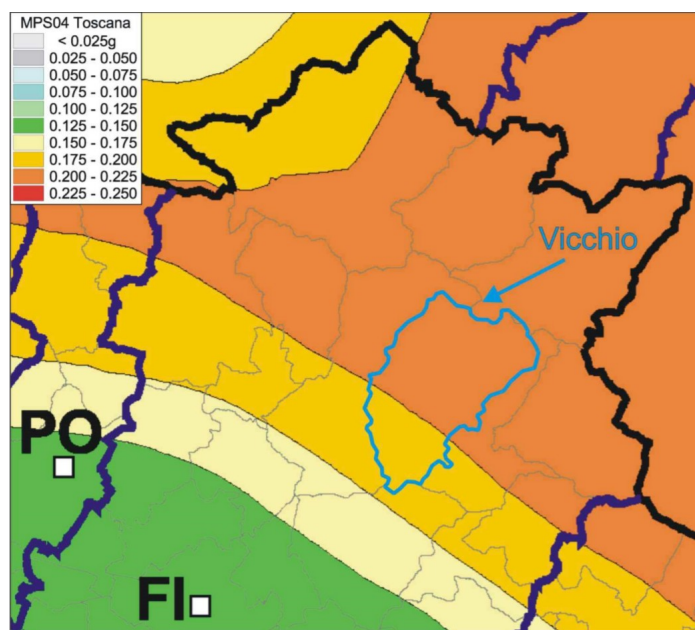 MPS04 Toscana
< 0.025g
0.025 - 0.050
0.050 - 0.075
0.075 - 0.100
0.100 - 0.125
0.125 - 0.150
0.150 - 0.175
0.175 - 0.200
0.200 - 0.225
0.225 - 0.250
Vicchio
PO
FI